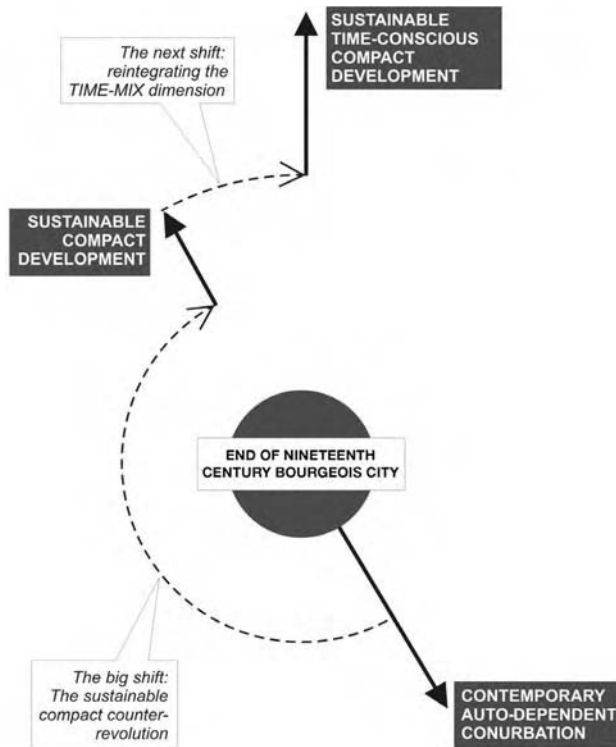 SUSTAINABLE
TIME-CONSCIOUS
COMPACT
DEVELOPMENT
The next shift:
reintegrating the
TIME-MIX dimension
SUSTAINABLE
COMPACT
DEVELOPMENT
END OF NINETEENTH
CENTURY BOURGEOIS CITY
The big shift:
The sustainable
compact counter-
revolution
CONTEMPORARY
AUTO-DEPENDENT
CONURBATION